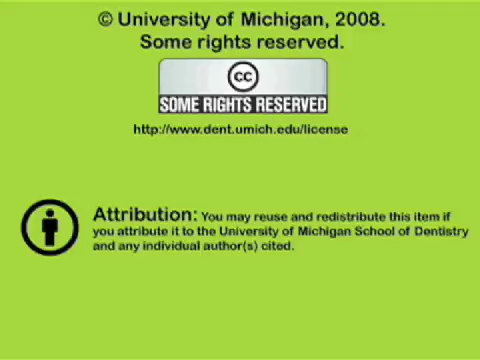 © University of Michigan, 2008.
Some rights reserved.
cc
SOME RIGHTS RESERVED
http://www.dent.umich.edu/license
Attribution: You may reuse and redistribute this item if
you attribute it to the University of Michigan School of Dentistry
and any individual author(s) cited.